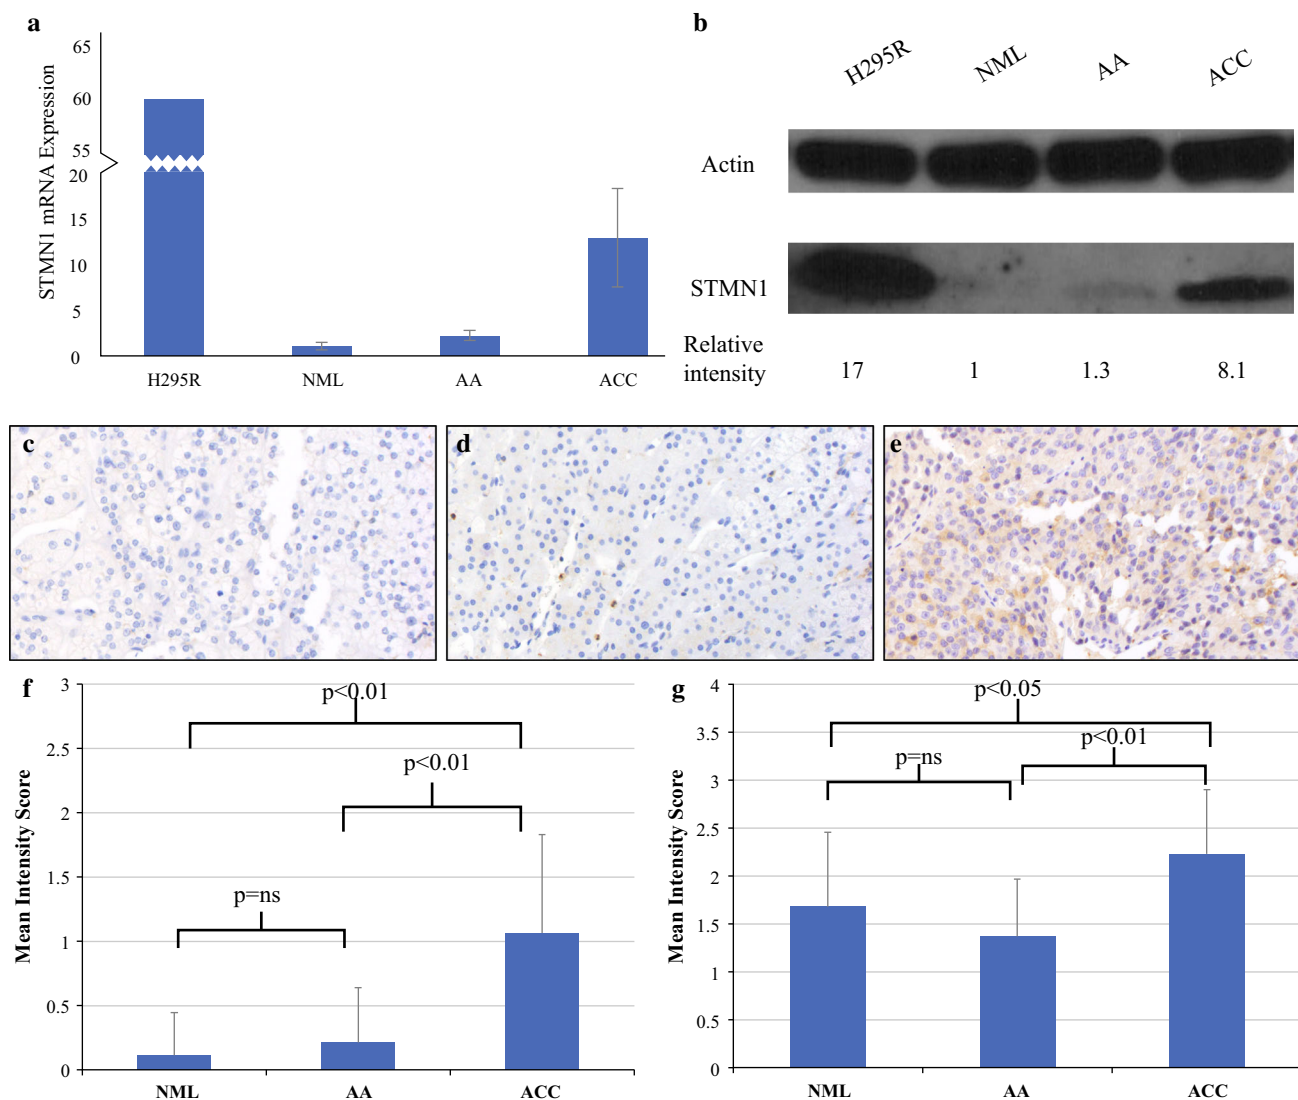 a
STMN1 mRNA Expression
65
60
55
20
15
10
5
0
H295R NML AA ACC
b
H295R NML AA ACC
Actin
STMN1
Relative
intensity
17 1 1.3 8.1
c
d
e
f
Mean Intensity Score
3
2.5
2
1.5
1
0.5
0
p<0.01
p<0.01
p=ns
NML AA ACC
g
Mean Intensity Score
4
3.5
3
2.5
2
1.5
1
0.5
0
p<0.05
p<0.01
p=ns
NML AA ACC